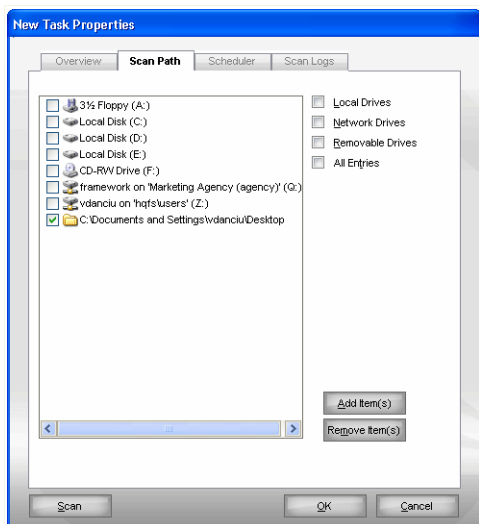 New Task Properties
Overview Scan Path Scheduler Scan Logs
3½ Floppy (A:)
Local Disk (C:)
Local Disk (D:)
Local Disk (E:)
CD-RW Drive (F:)
framework on 'Marketing Agency (agency)' (Q:)
vdanciu on 'hqfs\users' (Z:)
C:\Documents and Settings\vdanciu\Desktop
Local Drives
Network Drives
Removable Drives
All Entries
Add Item(s)
Remove Item(s)
Scan OK Cancel